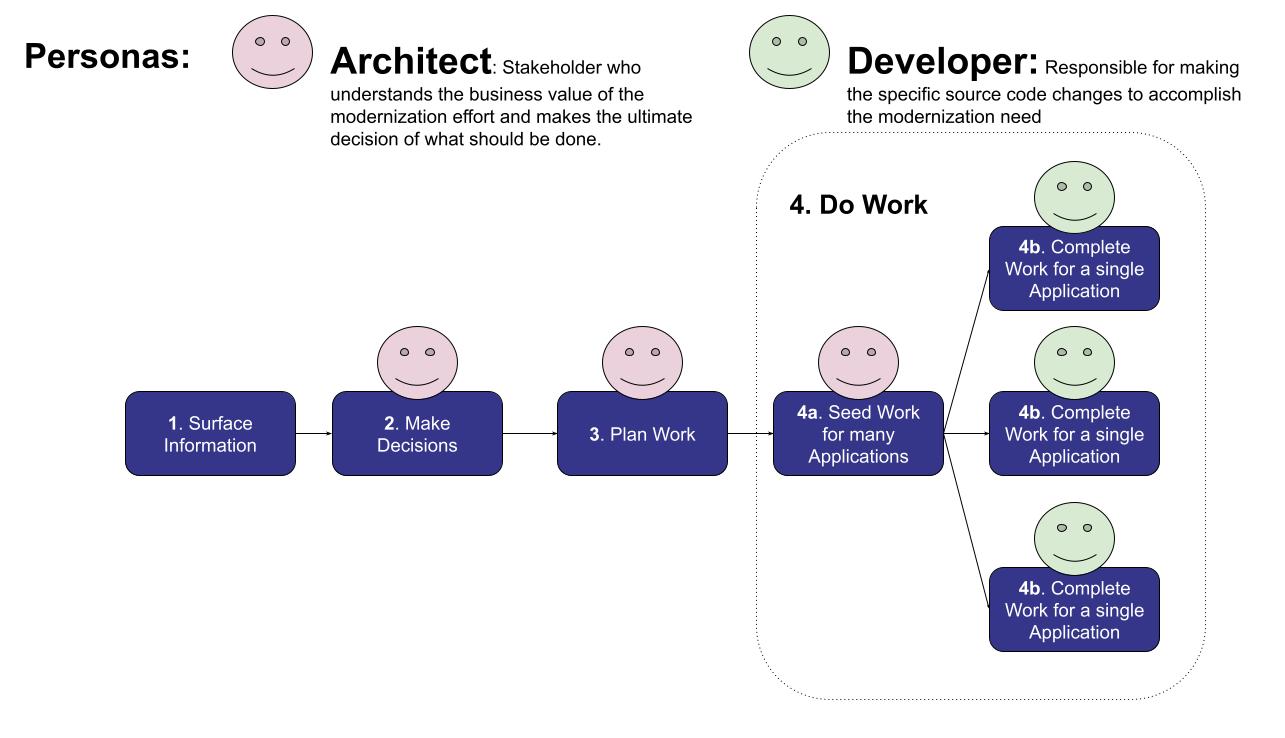 Personas:
Architect: Stakeholder who
understands the business value of the
modernization effort and makes the ultimate
decision of what should be done.
Developer: Responsible for making
the specific source code changes to accomplish
the modernization need
4. Do Work
4b. Complete
Work for a single
Application
1. Surface
Information
2. Make
Decisions
3. Plan Work
4a. Seed Work
for many
Applications
4b. Complete
Work for a single
Application
4b. Complete
Work for a single
Application